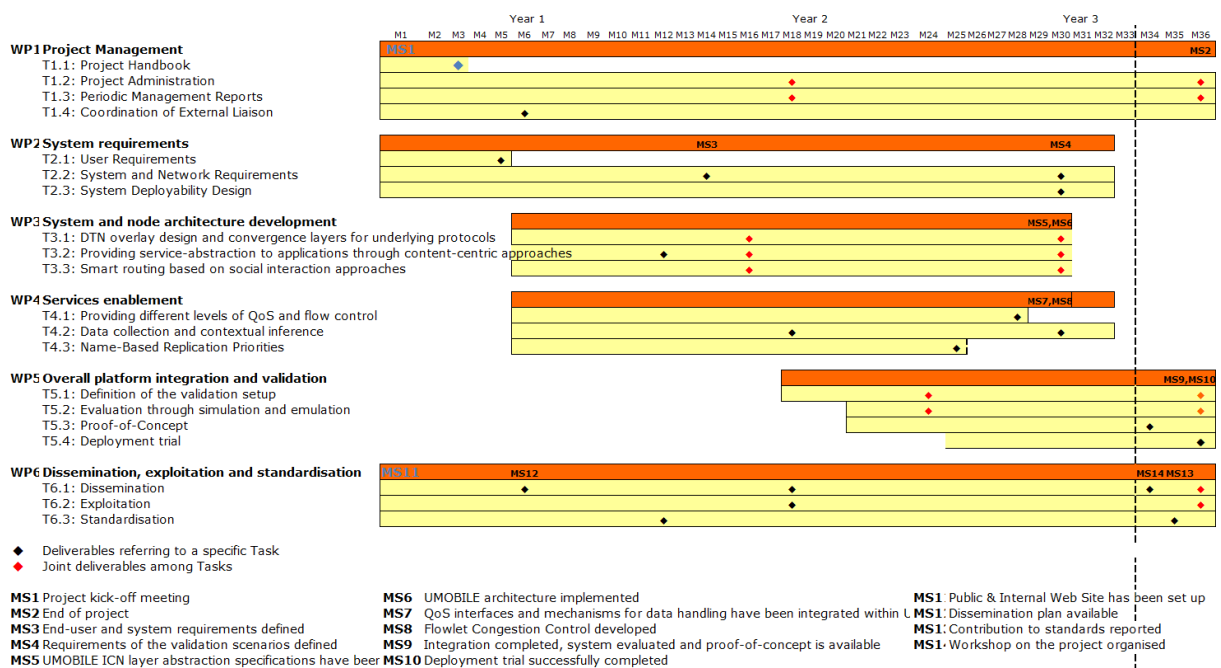 Year 1 Year 2 Year 3
M1 M2 M3 M4 M5 M6 M7 M8 M9 M10 M11 M12 M13 M14 M15 M16 M17 M18 M19 M20 M21 M22 M23 M24 M25 M26 M27 M28 M29 M30 M31 M32 M33 M34 M35 M36
WP1 Project Management MS1 MS2
T1.1: Project Handbook
T1.2: Project Administration
T1.3: Periodic Management Reports
T1.4: Coordination of External Liaison
WP2 System requirements MS3 MS4
T2.1: User Requirements
T2.2: System and Network Requirements
T2.3: System Deployability Design
WP3 System and node architecture development MS5,MS6
T3.1: DTN overlay design and convergence layers for underlying protocols
T3.2: Providing service-abstraction to applications through content-centric approaches
T3.3: Smart routing based on social interaction approaches
WP4 Services enablement MS7,MS8
T4.1: Providing different levels of QoS and flow control
T4.2: Data collection and contextual inference
T4.3: Name-Based Replication Priorities
WP5 Overall platform integration and validation MS9,MS10
T5.1: Definition of the validation setup
T5.2: Evaluation through simulation and emulation
T5.3: Proof-of-Concept
T5.4: Deployment trial
WP6 Dissemination, exploitation and standardisation MS11 MS12 MS14 MS13
T6.1: Dissemination
T6.2: Exploitation
T6.3: Standardisation
Deliverables referring to a specific Task
Joint deliverables among Tasks
MS1 Project kick-off meeting MS6 UMOBILE architecture implemented MS1 Public & Internal Web Site has been set up
MS2 End of project MS7 QoS interfaces and mechanisms for data handling have been integrated within U MS1 Dissemination plan available
MS3 End-user and system requirements defined MS8 Flowlet Congestion Control developed MS1 Contribution to standards reported
MS4 Requirements of the validation scenarios defined MS9 Integration completed, system evaluated and proof-of-concept is available MS1 Workshop on the project organised
MS5 UMOBILE ICN layer abstraction specifications have beer MS10 Deployment trial successfully completed